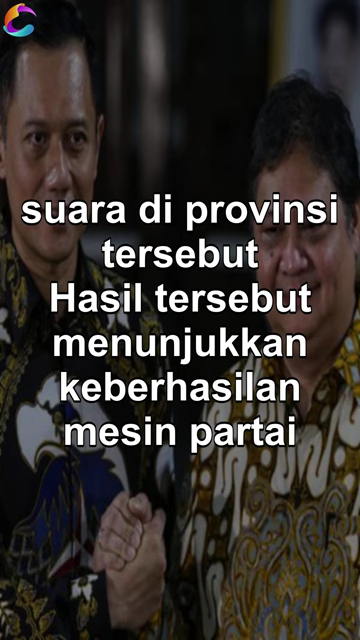 suara di provinsi
tersebut
Hasil tersebut
menunjukkan
keberhasilan
mesin partai